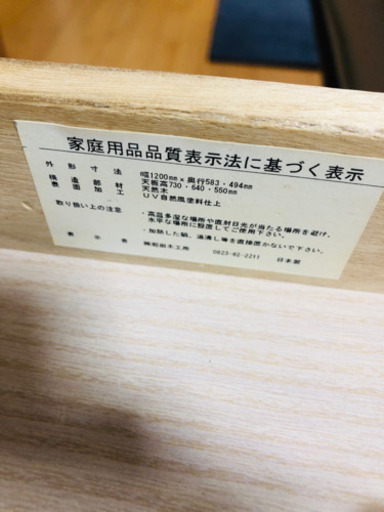 家庭用品品質表示法に基づく表示
外形寸法 幅1200㎜×奥行583・494㎜
天板高730・640・550㎜
構造部材 天然木
表面加工 UV自然風塗料仕上
取り扱い上の注意 ・高温多湿な場所や直射日光が当たる場所を避け、
水平な場所に設置してご使用下さい。
・加熱した鍋、湯沸し等を直接置かないで下さい。
表示者 ㈱ 木工所 0823-82-2211 日本製